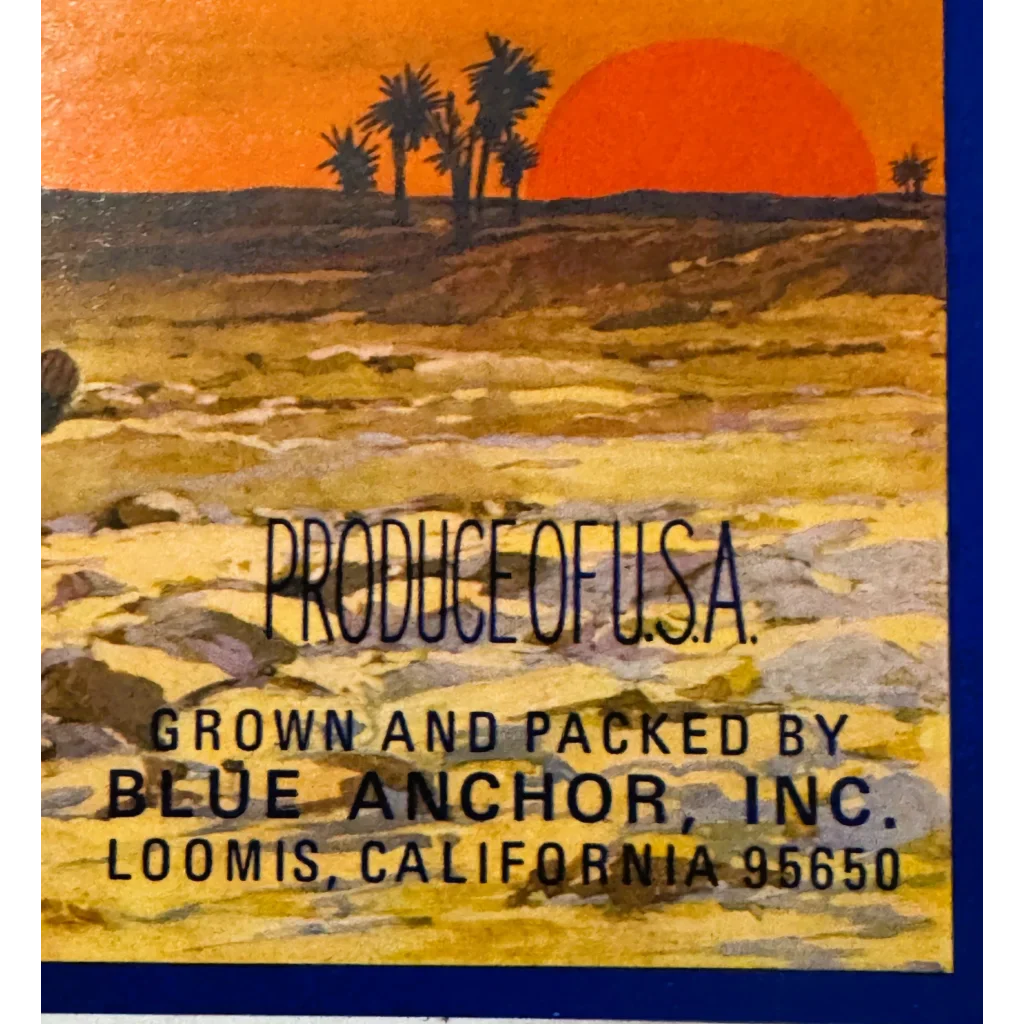 PRODUCE OF U.S.A.
GROWN AND PACKED BY
BLUE ANCHOR, INC.
LOOMIS, CALIFORNIA 95650